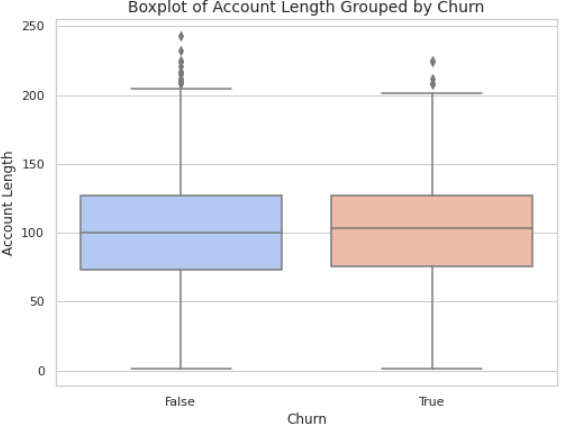 Boxplot of Account Length Grouped by Churn
250
200
150
100
50
0
Account Length
False
True
Churn